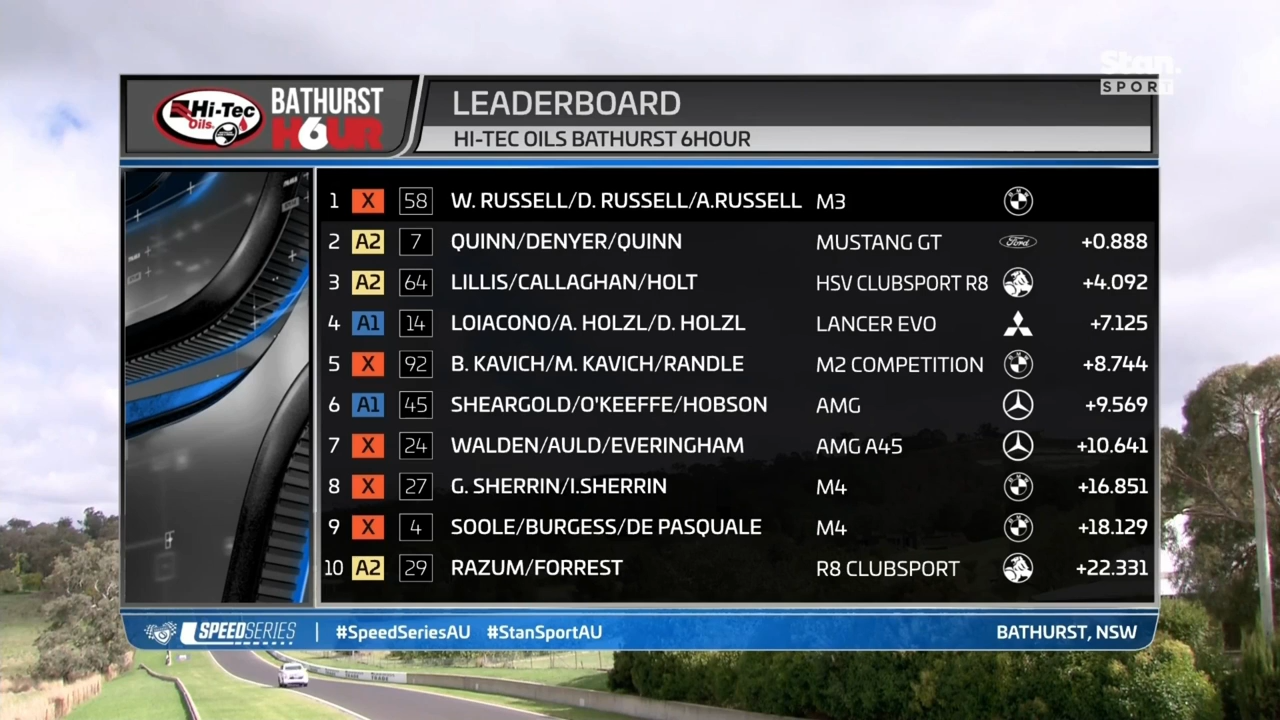 Stan.
SPORT
Hi-Tec
Oils
BATHURST
H6UR
LEADERBOARD
HI-TEC OILS BATHURST 6HOUR
1 X 58 W. RUSSELL/D. RUSSELL/A.RUSSELL M3
2 A2 7 QUINN/DENYER/QUINN MUSTANG GT Ford +0.888
3 A2 64 LILLIS/CALLAGHAN/HOLT HSV CLUBSPORT R8 +4.092
4 A1 14 LOIACONO/A. HOLZL/D. HOLZL LANCER EVO +7.125
5 X 92 B. KAVICH/M. KAVICH/RANDLE M2 COMPETITION +8.744
6 A1 45 SHEARGOLD/O'KEEFFE/HOBSON AMG +9.569
7 X 24 WALDEN/AULD/EVERINGHAM AMG A45 +10.641
8 X 27 G. SHERRIN/I.SHERRIN M4 +16.851
9 X 4 SOOLE/BURGESS/DE PASQUALE M4 +18.129
10 A2 29 RAZUM/FORREST R8 CLUBSPORT +22.331
SPEEDSERIES | #SpeedSeriesAU #StanSportAU BATHURST, NSW